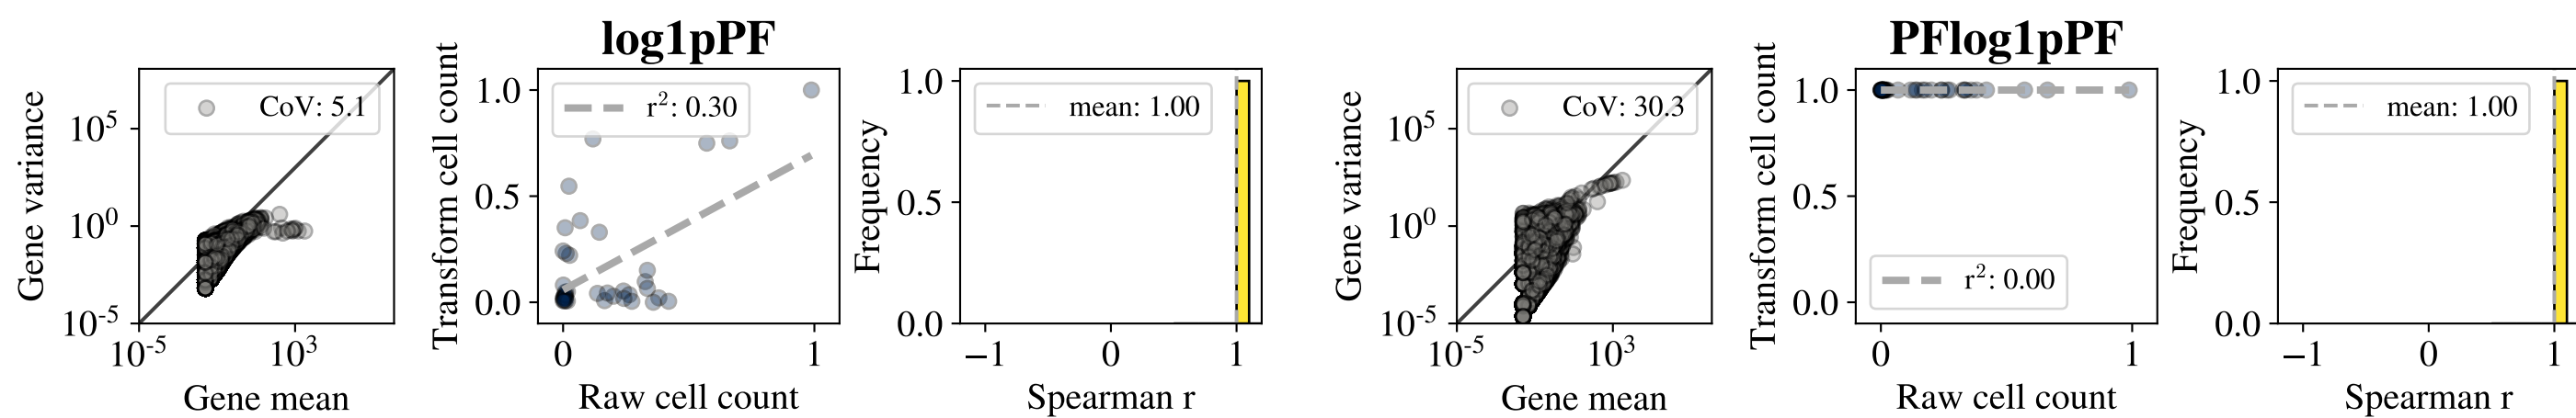 log1pPF
Gene variance
10^5
10^0
10^-5
10^-5
10^3
Gene mean
CoV: 5.1
Transform cell count
1.0
0.5
0.0
0
1
Raw cell count
r²: 0.30
Frequency
1.0
0.5
0.0
−1
0
1
Spearman r
mean: 1.00
PFlog1pPF
Gene variance
10^5
10^0
10^-5
10^-5
10^3
Gene mean
CoV: 30.3
Transform cell count
1.0
0.5
0.0
0
1
Raw cell count
r²: 0.00
Frequency
1.0
0.5
0.0
−1
0
1
Spearman r
mean: 1.00